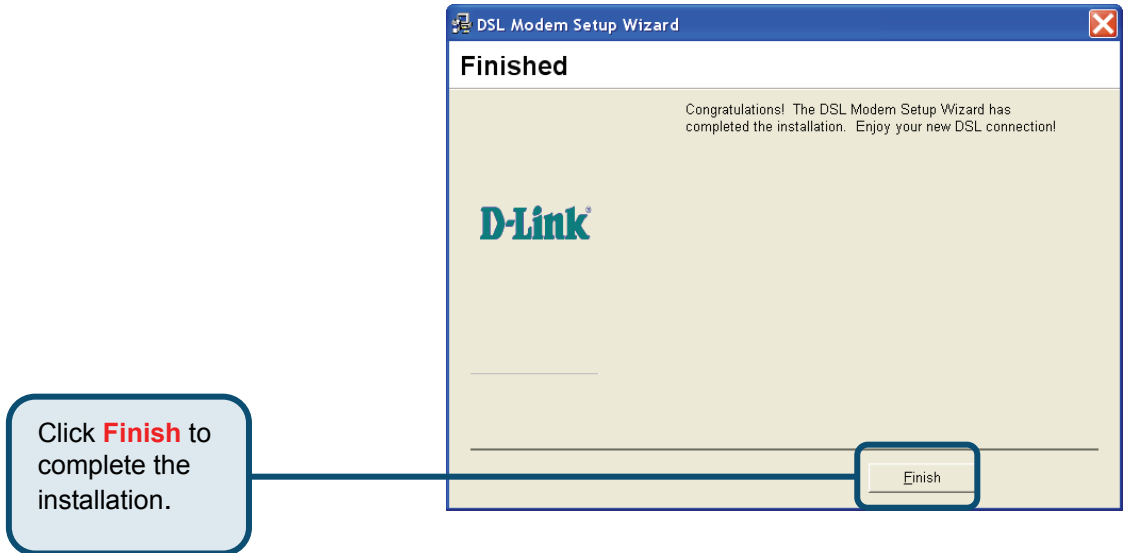 DSL Modem Setup Wizard
Finished
Congratulations! The DSL Modem Setup Wizard has
completed the installation. Enjoy your new DSL connection!
D-Link®
Click Finish to
complete the
installation.
Finish